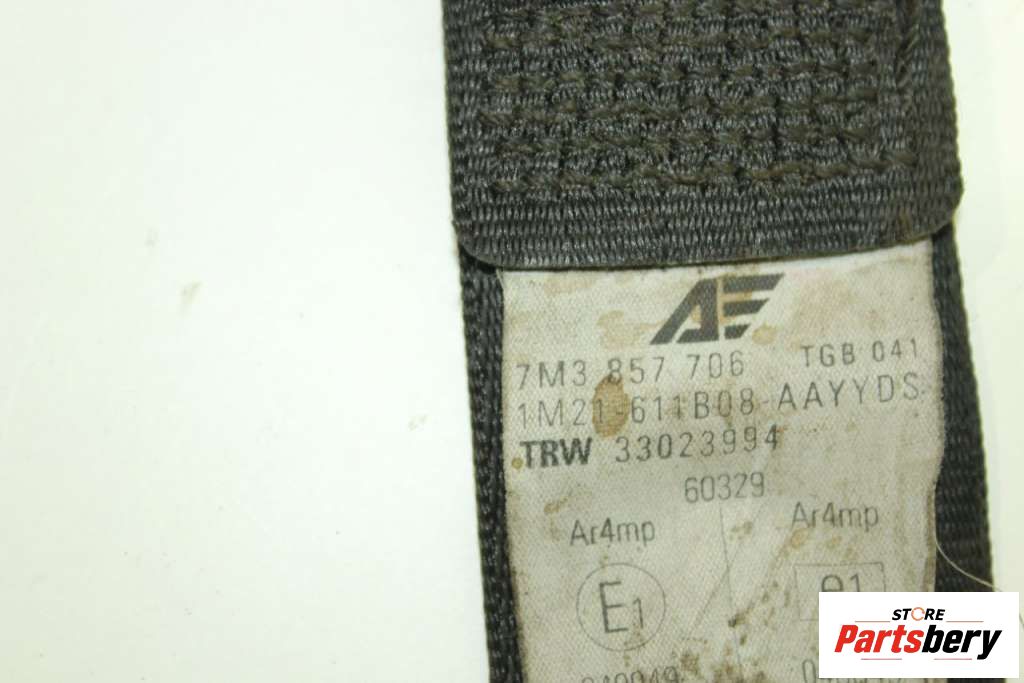 AE
7M3 857 706 TGB 041
1M21-611B08-AAYYDS
TRW 33023994
60329
Ar4mp Ar4mp
E1 e1
STORE
Partsbery